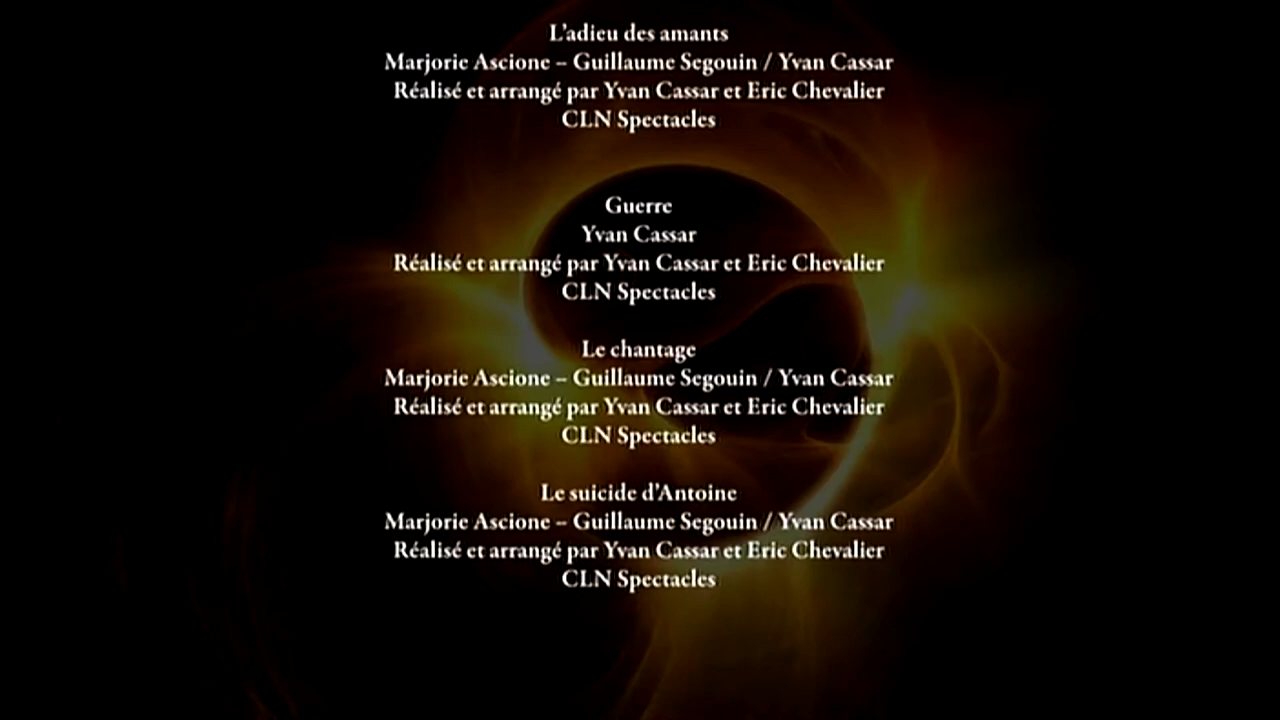 L’adieu des amants
Marjorie Ascione – Guillaume Segouin / Yvan Cassar
Réalisé et arrangé par Yvan Cassar et Eric Chevalier
CLN Spectacles
Guerre
Yvan Cassar
Réalisé et arrangé par Yvan Cassar et Eric Chevalier
CLN Spectacles
Le chantage
Marjorie Ascione – Guillaume Segouin / Yvan Cassar
Réalisé et arrangé par Yvan Cassar et Eric Chevalier
CLN Spectacles
Le suicide d’Antoine
Marjorie Ascione – Guillaume Segouin / Yvan Cassar
Réalisé et arrangé par Yvan Cassar et Eric Chevalier
CLN Spectacles